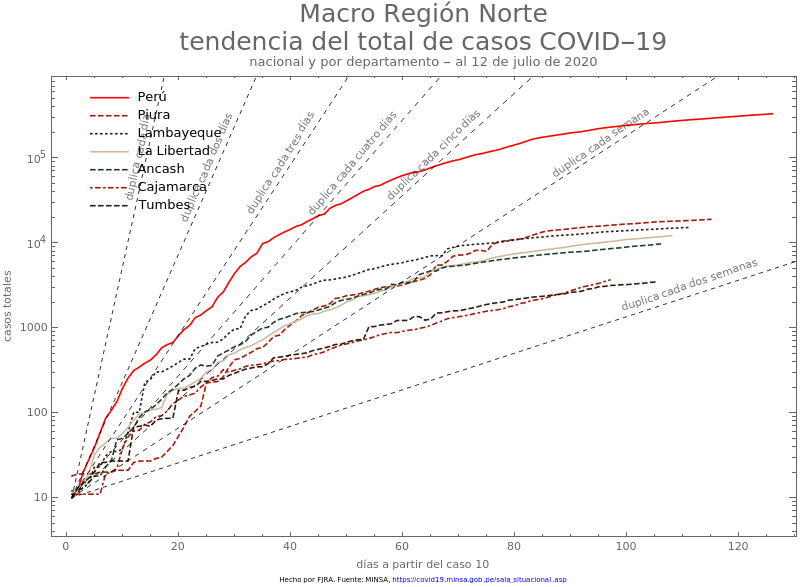 Macro Región Norte
tendencia del total de casos COVID–19
nacional y por departamento – al 12 de julio de 2020
Perú
Piura
Lambayeque
La Libertad
Ancash
Cajamarca
Tumbes
duplica cada día
duplica cada dos días
duplica cada tres días
duplica cada cuatro días
duplica cada cinco días
duplica cada semana
duplica cada dos semanas
casos totales
10^5
10^4
1000
100
10
0 20 40 60 80 100 120
días a partir del caso 10
Hecho por FJRA. Fuente: MINSA, https://covid19.minsa.gob.pe/sala_situacional.asp